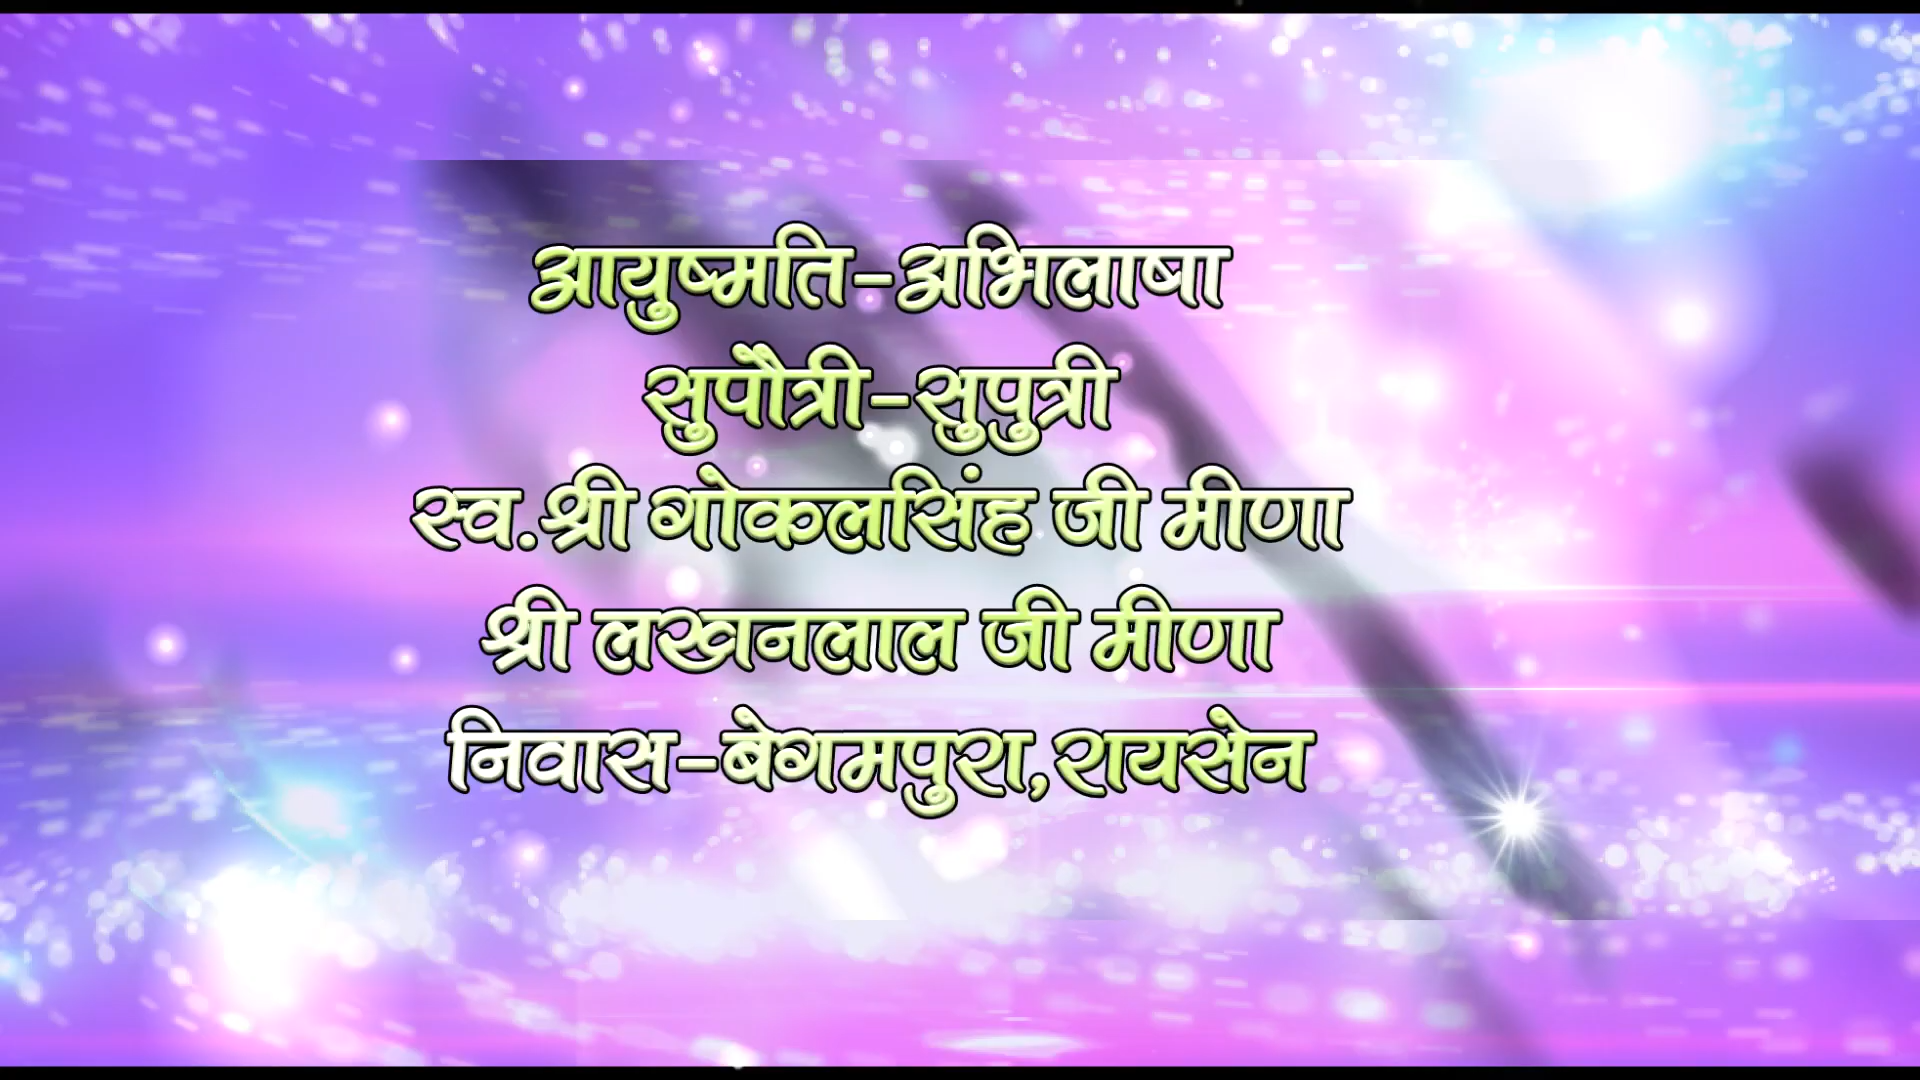 आयुष्मति-अभिलाषा
सुपौत्री-सुपुत्री
स्व.श्री गोकलसिंह जी मीणा
श्री लखनलाल जी मीणा
निवास-बेगमपुरा,रायसेन